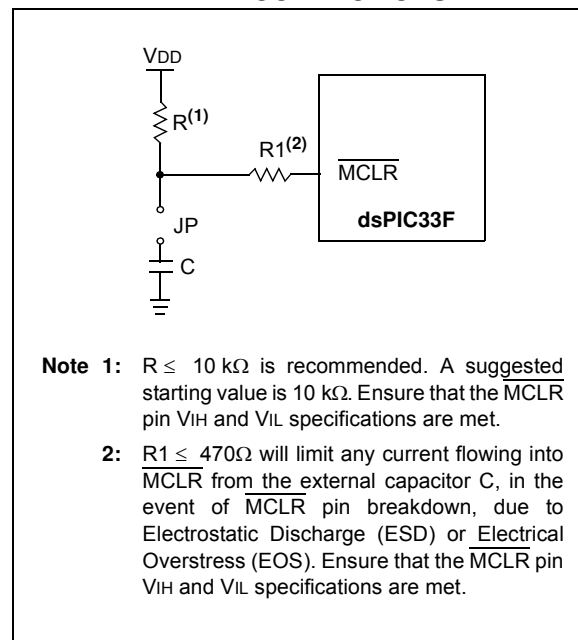 VDD
R(1)
R1(2)
MCLR
dsPIC33F
JP
C
Note 1: R ≤ 10 kΩ is recommended. A suggested
starting value is 10 kΩ. Ensure that the MCLR
pin VIH and VIL specifications are met.
2: R1 ≤ 470Ω will limit any current flowing into
MCLR from the external capacitor C, in the
event of MCLR pin breakdown, due to
Electrostatic Discharge (ESD) or Electrical
Overstress (EOS). Ensure that the MCLR pin
VIH and VIL specifications are met.